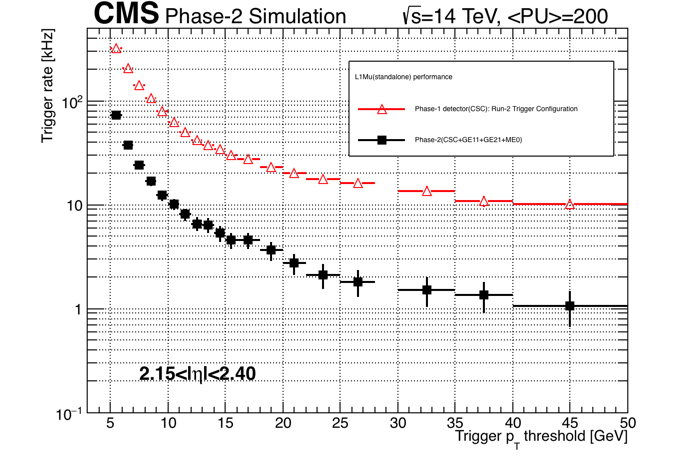 CMS Phase-2 Simulation √s=14 TeV, <PU>=200
Trigger rate [kHz]
L1Mu(standalone) performance
Phase-1 detector(CSC): Run-2 Trigger Configuration
Phase-2(CSC+GE11+GE21+ME0)
10²
10
1
10⁻¹
2.15<|η|<2.40
5 10 15 20 25 30 35 40 45 50
Trigger p_T threshold [GeV]